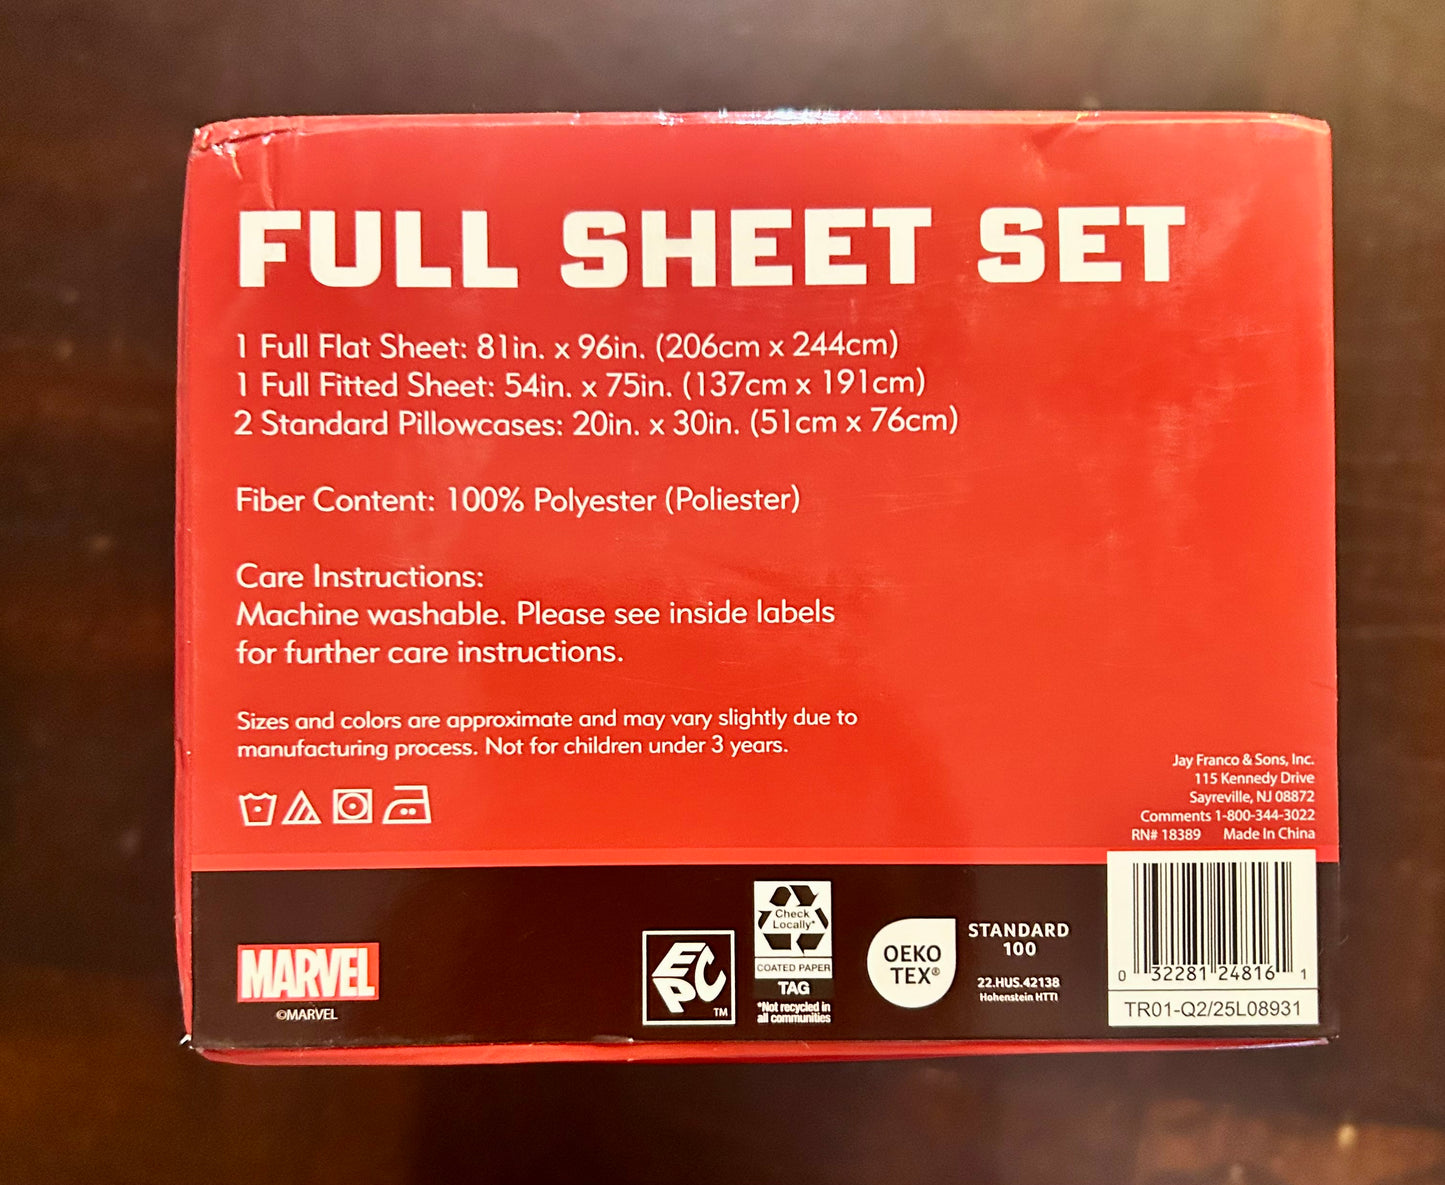 FULL SHEET SET
1 Full Flat Sheet: 81in. x 96in. (206cm x 244cm)
1 Full Fitted Sheet: 54in. x 75in. (137cm x 191cm)
2 Standard Pillowcases: 20in. x 30in. (51cm x 76cm)
Fiber Content: 100% Polyester (Poliester)
Care Instructions:
Machine washable. Please see inside labels
for further care instructions.
Sizes and colors are approximate and may vary slightly due to
manufacturing process. Not for children under 3 years.
Jay Franco & Sons, Inc.
115 Kennedy Drive
Sayreville, NJ 08872
Comments 1-800-344-3022
RN# 18389 Made In China
MARVEL
©MARVEL
EPC
TM
Check
Locally*
COATED PAPER
TAG
*Not recycled in
all communities
OEKO
TEX®
STANDARD
100
22.HUS.42138
Hohenstein HTTI
0 32281 24816 1
TR01-Q2/25L08931